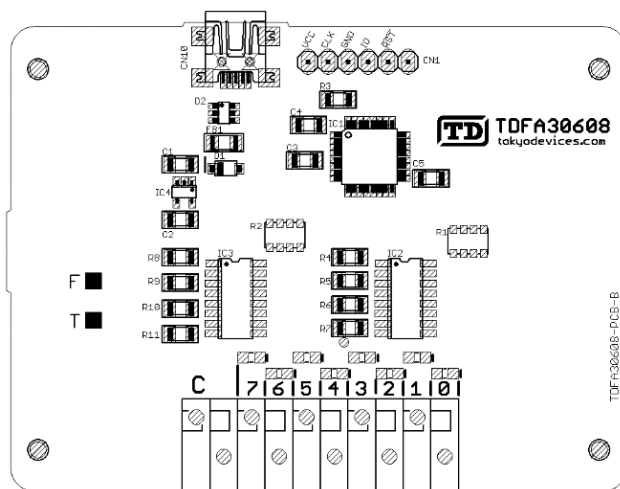 CN10
VCC
CLK
GND
IO
RST
CN1
R3
D2
C4
IC1
TD TDFA30608
tokyodevices.com
FB1
C3
C1
D1
C5
IC4
C2
R2
R1
R8
IC3
R4
IC2
R9
R5
F
R10
R6
T
R11
R7
C 7 6 5 4 3 2 1 0
TDFA30608-PCB-B